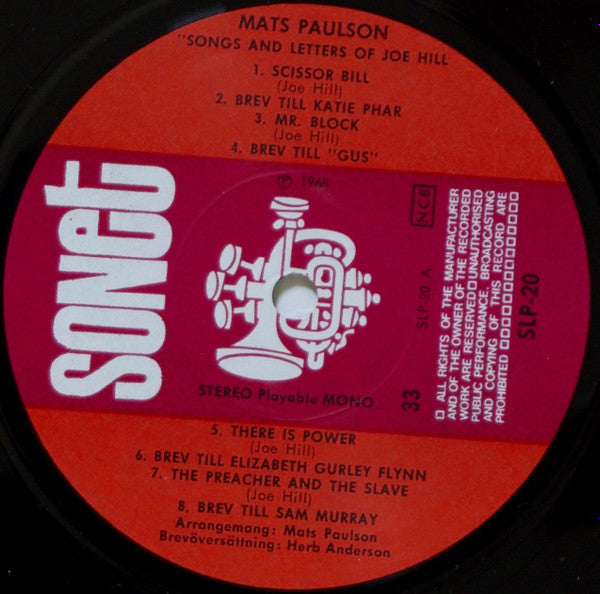 MATS PAULSON
"SONGS AND LETTERS OF JOE HILL
1. SCISSOR BILL
(Joe Hill)
2. BREV TILL KATIE PHAR
3. MR. BLOCK
(Joe Hill)
4. BREV TILL "GUS"
℗ 1968
NCB
SONET
SLP-20 A
STEREO Playable MONO
33
□ ALL RIGHTS OF THE MANUFACTURER
AND OF THE OWNER OF THE RECORDED
WORK ARE RESERVED □ UNAUTHORISED
PUBLIC PERFORMANCE, BROADCASTING
AND COPYING OF THIS RECORD ARE
PROHIBITED □□□□□□□□□□□□□
SLP-20
5. THERE IS POWER
(Joe Hill)
6. BREV TILL ELIZABETH GURLEY FLYNN
7. THE PREACHER AND THE SLAVE
(Joe Hill)
8. BREV TILL SAM MURRAY
Arrangemang: Mats Paulson
Brevöversättning: Herb Anderson